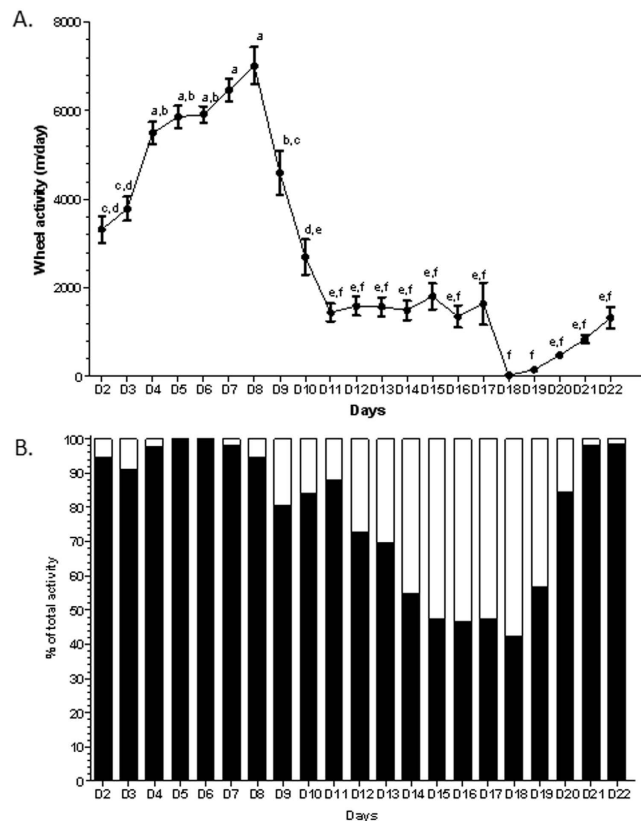 A.
Wheel activity (m/day)
8000
6000
4000
2000
0
c,d
c,d
a,b
a,b
a,b
a
a
b,c
d,e
e,f
e,f
e,f
e,f
e,f
e,f
e,f
f
f
e,f
e,f
e,f
D2 D3 D4 D5 D6 D7 D8 D9 D10 D11 D12 D13 D14 D15 D16 D17 D18 D19 D20 D21 D22
Days
B.
% of total activity
100
90
80
70
60
50
40
30
20
10
0
D2 D3 D4 D5 D6 D7 D8 D9 D10 D11 D12 D13 D14 D15 D16 D17 D18 D19 D20 D21 D22
Days